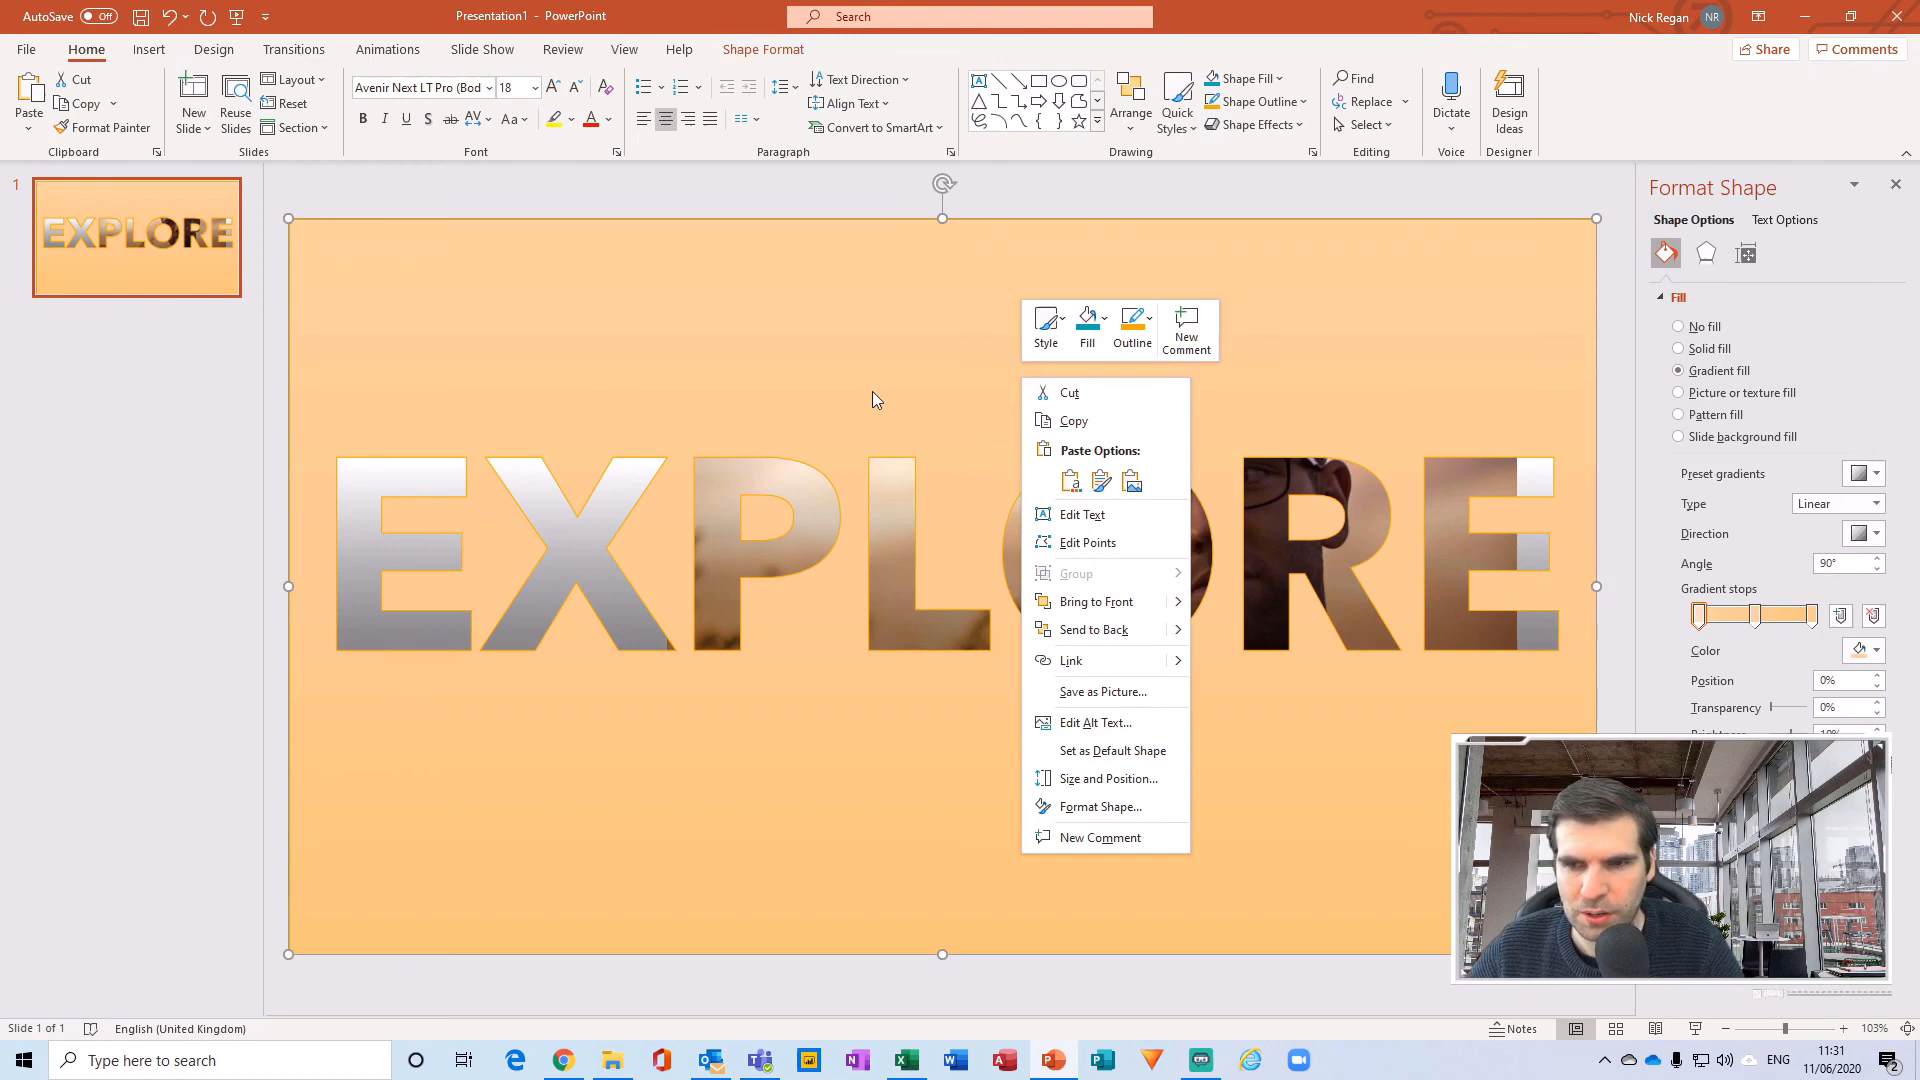 AutoSave Off Presentation1 - PowerPoint Search Nick Regan NR
File Home Insert Design Transitions Animations Slide Show Review View Help Shape Format Share Comments
Paste Cut Copy Format Painter Clipboard
New Slide Reuse Slides Layout Reset Section Slides
Avenir Next LT Pro (Bod 18 B I U S ab AV Aa A Font
Text Direction Align Text Convert to SmartArt Paragraph
Arrange Quick Styles Shape Fill Shape Outline Shape Effects Drawing
Find Replace Select Editing
Dictate Voice
Design Ideas Designer
1
EXPLORE
EXPLORE
Style Fill Outline New Comment
Cut
Copy
Paste Options:
Edit Text
Edit Points
Group
Bring to Front
Send to Back
Link
Save as Picture...
Edit Alt Text...
Set as Default Shape
Size and Position...
Format Shape...
New Comment
Format Shape
Shape Options Text Options
Fill
No fill
Solid fill
Gradient fill
Picture or texture fill
Pattern fill
Slide background fill
Preset gradients
Type Linear
Direction
Angle 90°
Gradient stops
Color
Position 0%
Transparency 0%
Brightness 10%
Slide 1 of 1 English (United Kingdom) Notes 103%
Type here to search ENG 11:31
11/06/2020 2